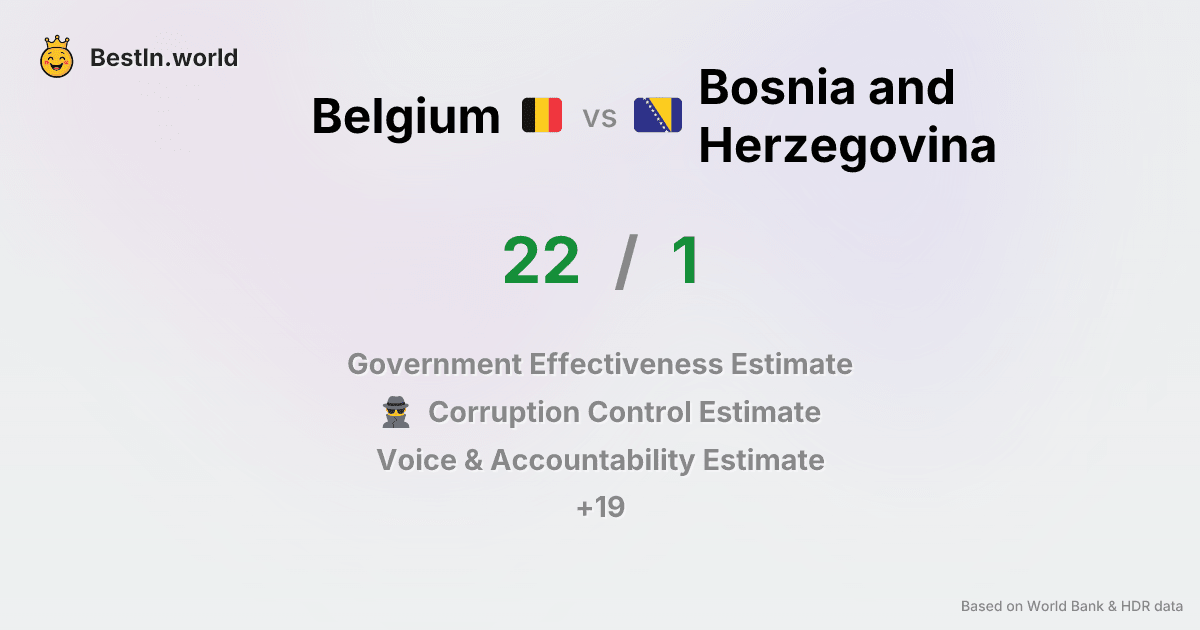 BestIn.world
Belgium vs Bosnia and
Herzegovina
22 / 1
Government Effectiveness Estimate
Corruption Control Estimate
Voice & Accountability Estimate
+19
Based on World Bank & HDR data